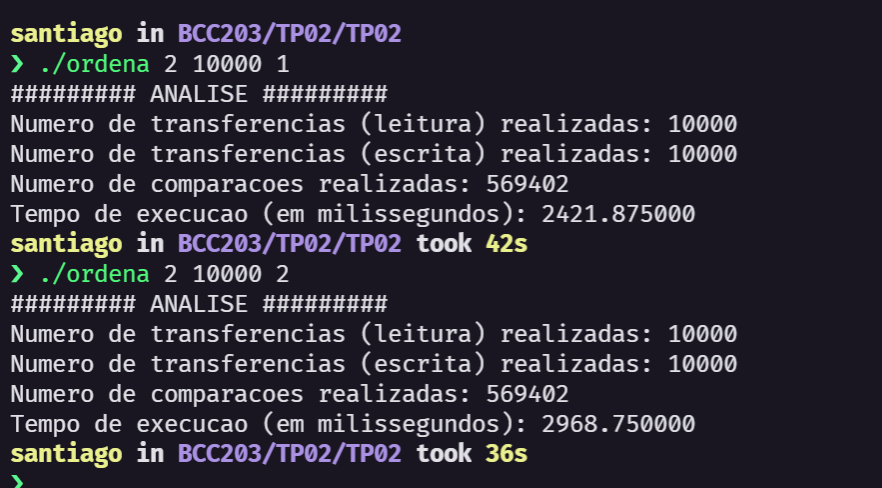 santiago in BCC203/TP02/TP02
❯ ./ordena 2 10000 1
######### ANALISE #########
Numero de transferencias (leitura) realizadas: 10000
Numero de transferencias (escrita) realizadas: 10000
Numero de comparacoes realizadas: 569402
Tempo de execucao (em milissegundos): 2421.875000
santiago in BCC203/TP02/TP02 took 42s
❯ ./ordena 2 10000 2
######### ANALISE #########
Numero de transferencias (leitura) realizadas: 10000
Numero de transferencias (escrita) realizadas: 10000
Numero de comparacoes realizadas: 569402
Tempo de execucao (em milissegundos): 2968.750000
santiago in BCC203/TP02/TP02 took 36s
❯